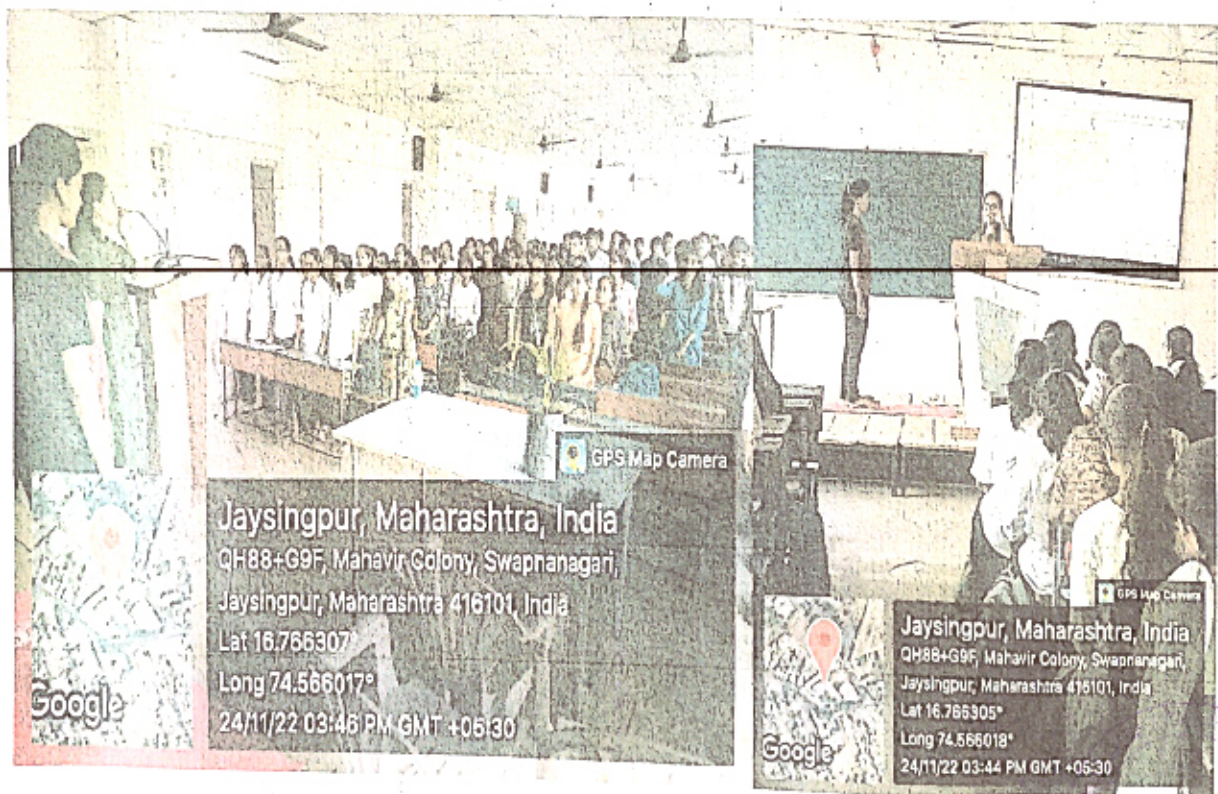 GPS Map Camera
Jaysingpur, Maharashtra, India
QH88+G9F, Mahavir Colony, Swapnanagari,
Jaysingpur, Maharashtra 416101, India
Lat 16.766307°
Long 74.566017°
24/11/22 03:46 PM GMT +05:30
Google
GPS Map Camera
Jaysingpur, Maharashtra, India
QH88+G9F, Mahavir Colony, Swapnanagari,
Jaysingpur, Maharashtra 416101, India
Lat 16.766305°
Long 74.566018°
24/11/22 03:44 PM GMT +05:30
Google